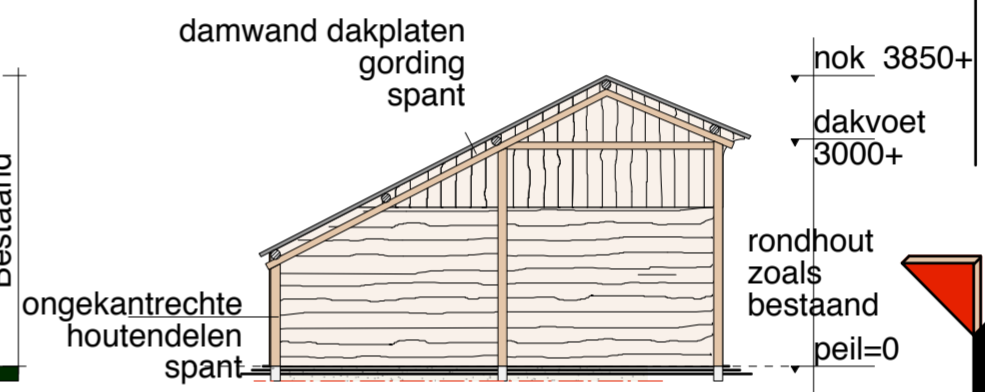 damwand dakplaten
gording
spant
nok 3850+
dakvoet
3000+
Bestaand
rondhout
zoals
bestaand
ongekantrechte
houtendelen
spant
peil=0